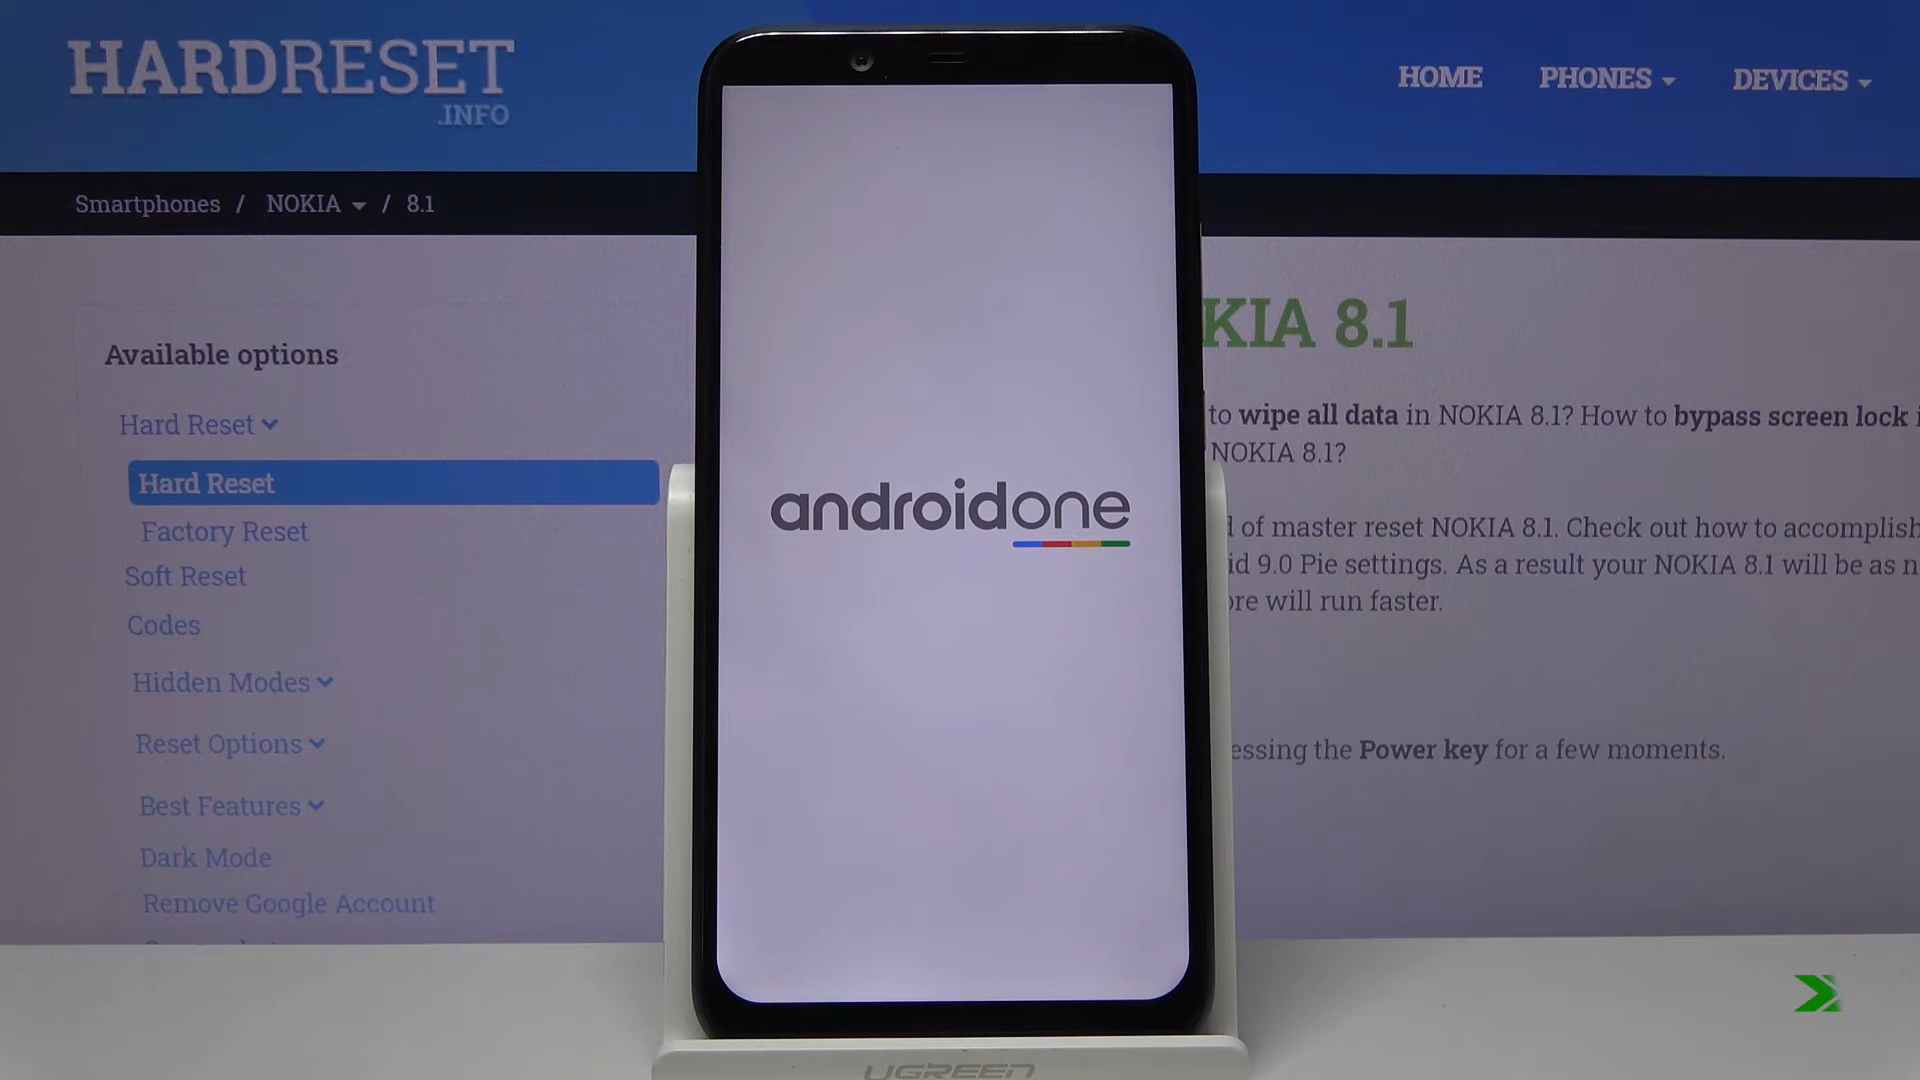 HARDRESET
.INFO
HOME PHONES DEVICES
Smartphones / NOKIA / 8.1
Available options
Hard Reset
Hard Reset
Factory Reset
Soft Reset
Codes
Hidden Modes
Reset Options
Best Features
Dark Mode
Remove Google Account
androidone
KIA 8.1
to wipe all data in NOKIA 8.1? How to bypass screen lock
NOKIA 8.1?
of master reset NOKIA 8.1. Check out how to accomplish
id 9.0 Pie settings. As a result your NOKIA 8.1 will be as n
ore will run faster.
essing the Power key for a few moments.
UGREEN